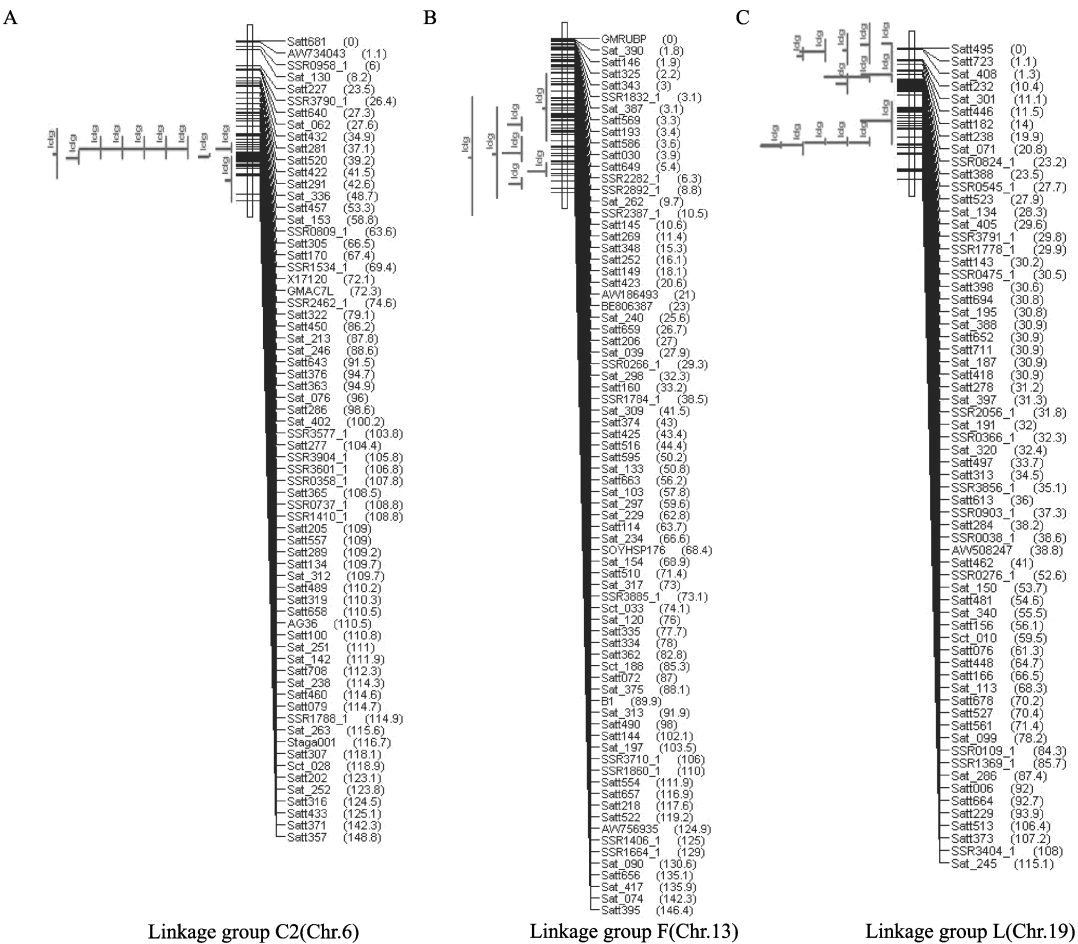 A
Satt681 (0)
AW734043 (1.1)
SSR0958_1 (6)
Sat_130 (8.2)
Satt227 (23.5)
SSR3790_1 (26.4)
Satt640 (27.3)
Sat_062 (27.6)
Satt432 (34.9)
Satt281 (37.1)
Satt520 (39.2)
Satt422 (41.5)
Satt291 (42.6)
Sat_336 (48.7)
Satt457 (53.3)
Sat_153 (58.8)
SSR0809_1 (63.6)
Satt305 (66.5)
Satt170 (67.4)
SSR1534_1 (69.4)
X17120 (72.1)
GMAC7L (72.3)
SSR2462_1 (74.6)
Satt322 (79.1)
Satt450 (86.2)
Sat_213 (87.8)
Sat_246 (88.6)
Satt643 (91.5)
Satt376 (94.7)
Satt363 (94.9)
Sat_076 (96)
Satt286 (98.6)
Sat_402 (100.2)
SSR3577_1 (103.8)
Satt277 (104.4)
SSR3904_1 (105.8)
SSR3601_1 (106.8)
SSR0358_1 (107.8)
Satt365 (108.5)
SSR0737_1 (108.8)
SSR1410_1 (108.8)
Satt205 (109)
Satt557 (109)
Satt289 (109.2)
Satt134 (109.7)
Sat_312 (109.7)
Satt489 (110.2)
Satt319 (110.3)
Satt658 (110.5)
AG36 (110.5)
Satt100 (110.8)
Sat_251 (111)
Sat_142 (111.9)
Satt708 (112.3)
Sat_238 (114.3)
Satt460 (114.6)
Satt079 (114.7)
SSR1788_1 (114.9)
Sat_263 (115.6)
Staga001 (116.7)
Satt307 (118.1)
Sct_028 (118.9)
Satt202 (123.1)
Sat_252 (123.8)
Satt316 (124.5)
Satt433 (125.1)
Satt371 (142.3)
Satt357 (148.8)
ldg
ldg
ldg
ldg
ldg
ldg
ldg
ldg
ldg
ldg
Linkage group C2(Chr.6)
B
GMRUBP (0)
Sat_390 (1.8)
Satt146 (1.9)
Satt325 (2.2)
Satt343 (3)
SSR1832_1 (3.1)
Sat_387 (3.1)
Satt569 (3.3)
Satt193 (3.4)
Satt586 (3.6)
Satt030 (3.9)
Satt649 (5.4)
SSR2282_1 (6.3)
SSR2892_1 (8.8)
Sat_262 (9.7)
SSR2387_1 (10.5)
Satt145 (10.6)
Satt269 (11.4)
Satt348 (15.3)
Satt252 (16.1)
Satt149 (18.1)
Satt423 (20.6)
AW186493 (21)
BE806387 (23)
Sat_240 (25.6)
Satt659 (26.7)
Satt206 (27)
Sat_039 (27.9)
SSR0266_1 (29.3)
Sat_298 (32.3)
Satt160 (33.2)
SSR1784_1 (38.5)
Sat_309 (41.5)
Satt374 (43)
Satt425 (43.4)
Satt516 (44.4)
Satt595 (50.2)
Sat_133 (50.8)
Satt663 (56.2)
Sat_103 (57.8)
Sat_297 (59.6)
Sat_229 (62.8)
Satt114 (63.7)
Sat_234 (66.6)
SOYHSP176 (68.4)
Sat_154 (68.9)
Satt510 (71.4)
Sat_317 (73)
SSR3885_1 (73.1)
Sct_033 (74.1)
Sat_120 (76)
Satt335 (77.7)
Satt334 (78)
Satt362 (82.8)
Sct_188 (85.3)
Satt072 (87)
Sat_375 (88.1)
B1 (89.9)
Sat_313 (91.9)
Satt490 (98)
Satt144 (102.1)
Sat_197 (103.5)
SSR3710_1 (106)
SSR1860_1 (110)
Satt554 (111.9)
Satt657 (116.9)
Satt218 (117.6)
Satt522 (119.2)
AW756935 (124.9)
SSR1406_1 (125)
SSR1664_1 (129)
Sat_090 (130.6)
Satt656 (135.1)
Sat_417 (135.9)
Sat_074 (142.3)
Satt395 (146.4)
ldg
ldg
ldg
ldg
ldg
ldg
ldg
Linkage group F(Chr.13)
C
Satt495 (0)
Satt723 (1.1)
Sat_408 (1.3)
Satt232 (10.4)
Sat_301 (11.1)
Satt446 (11.5)
Satt182 (14)
Satt238 (19.9)
Sat_071 (20.8)
SSR0824_1 (23.2)
Satt388 (23.5)
SSR0545_1 (27.7)
Satt523 (27.9)
Sat_134 (28.3)
Sat_405 (29.6)
SSR3791_1 (29.8)
SSR1778_1 (29.9)
Satt143 (30.2)
SSR0475_1 (30.5)
Satt398 (30.6)
Satt694 (30.8)
Sat_195 (30.8)
Sat_388 (30.9)
Satt652 (30.9)
Satt711 (30.9)
Sat_187 (30.9)
Satt418 (30.9)
Satt278 (31.2)
Sat_397 (31.3)
SSR2056_1 (31.8)
Sat_191 (32)
SSR0366_1 (32.3)
Sat_320 (32.4)
Satt497 (33.7)
Satt313 (34.5)
SSR3856_1 (35.1)
Satt613 (36)
SSR0903_1 (37.3)
Satt284 (38.2)
SSR0038_1 (38.6)
AW508247 (38.8)
Satt462 (41)
SSR0276_1 (52.6)
Sat_150 (53.7)
Satt481 (54.6)
Sat_340 (55.5)
Satt156 (56.1)
Sct_010 (59.5)
Satt076 (61.3)
Satt448 (64.7)
Satt166 (66.5)
Sat_113 (68.3)
Satt678 (70.2)
Satt527 (70.4)
Satt561 (71.4)
Sat_099 (78.2)
SSR0109_1 (84.3)
SSR1369_1 (85.7)
Sat_286 (87.4)
Satt006 (92)
Satt664 (92.7)
Satt229 (93.9)
Satt513 (106.4)
Satt373 (107.2)
SSR3404_1 (108)
Sat_245 (115.1)
ldg
ldg
ldg
ldg
ldg
ldg
ldg
ldg
ldg
ldg
ldg
ldg
Linkage group L(Chr.19)